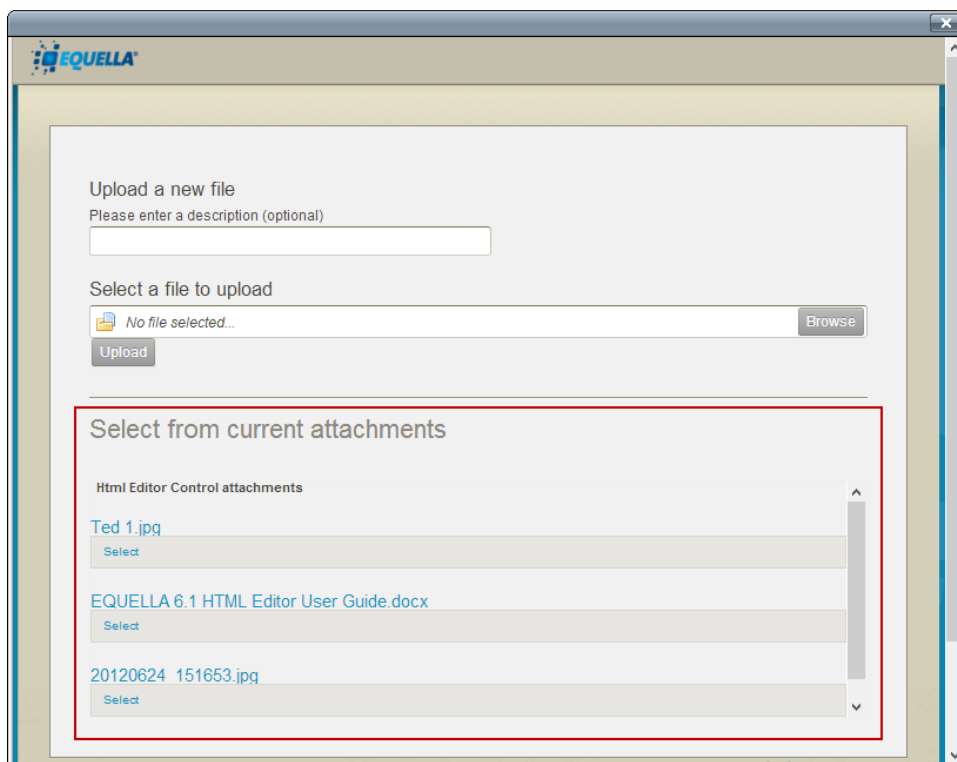 EQUELLA
Upload a new file
Please enter a description (optional)
Select a file to upload
No file selected...
Browse
Upload
Select from current attachments
Html Editor Control attachments
Ted 1.jpg
Select
EQUELLA 6.1 HTML Editor User Guide.docx
Select
20120624_151653.jpg
Select